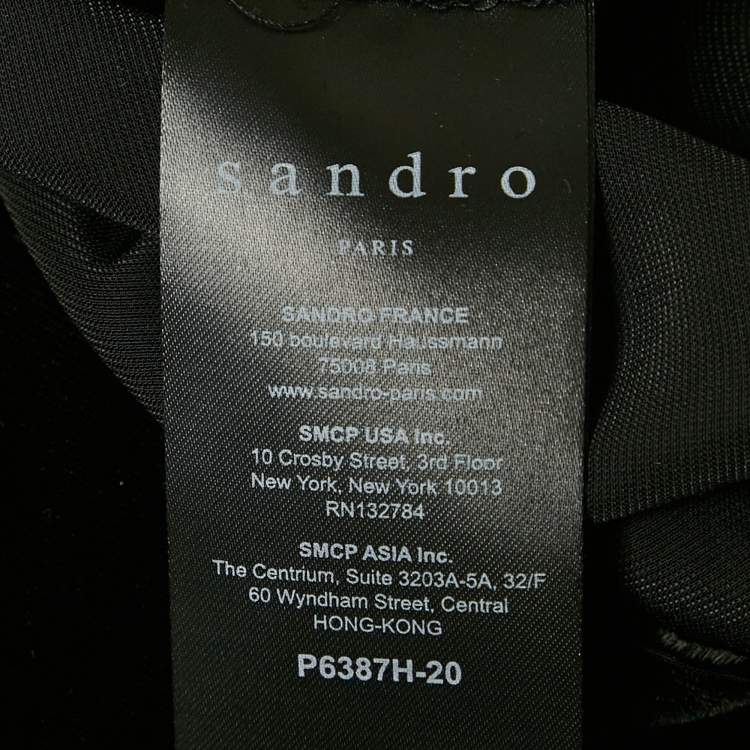 sandro
PARIS
SANDRO FRANCE
150 boulevard Haussmann
75008 Paris
www.sandro-paris.com
SMCP USA Inc.
10 Crosby Street, 3rd Floor
New York, New York 10013
RN132784
SMCP ASIA Inc.
The Centrium, Suite 3203A-5A, 32/F
60 Wyndham Street, Central
HONG-KONG
P6387H-20